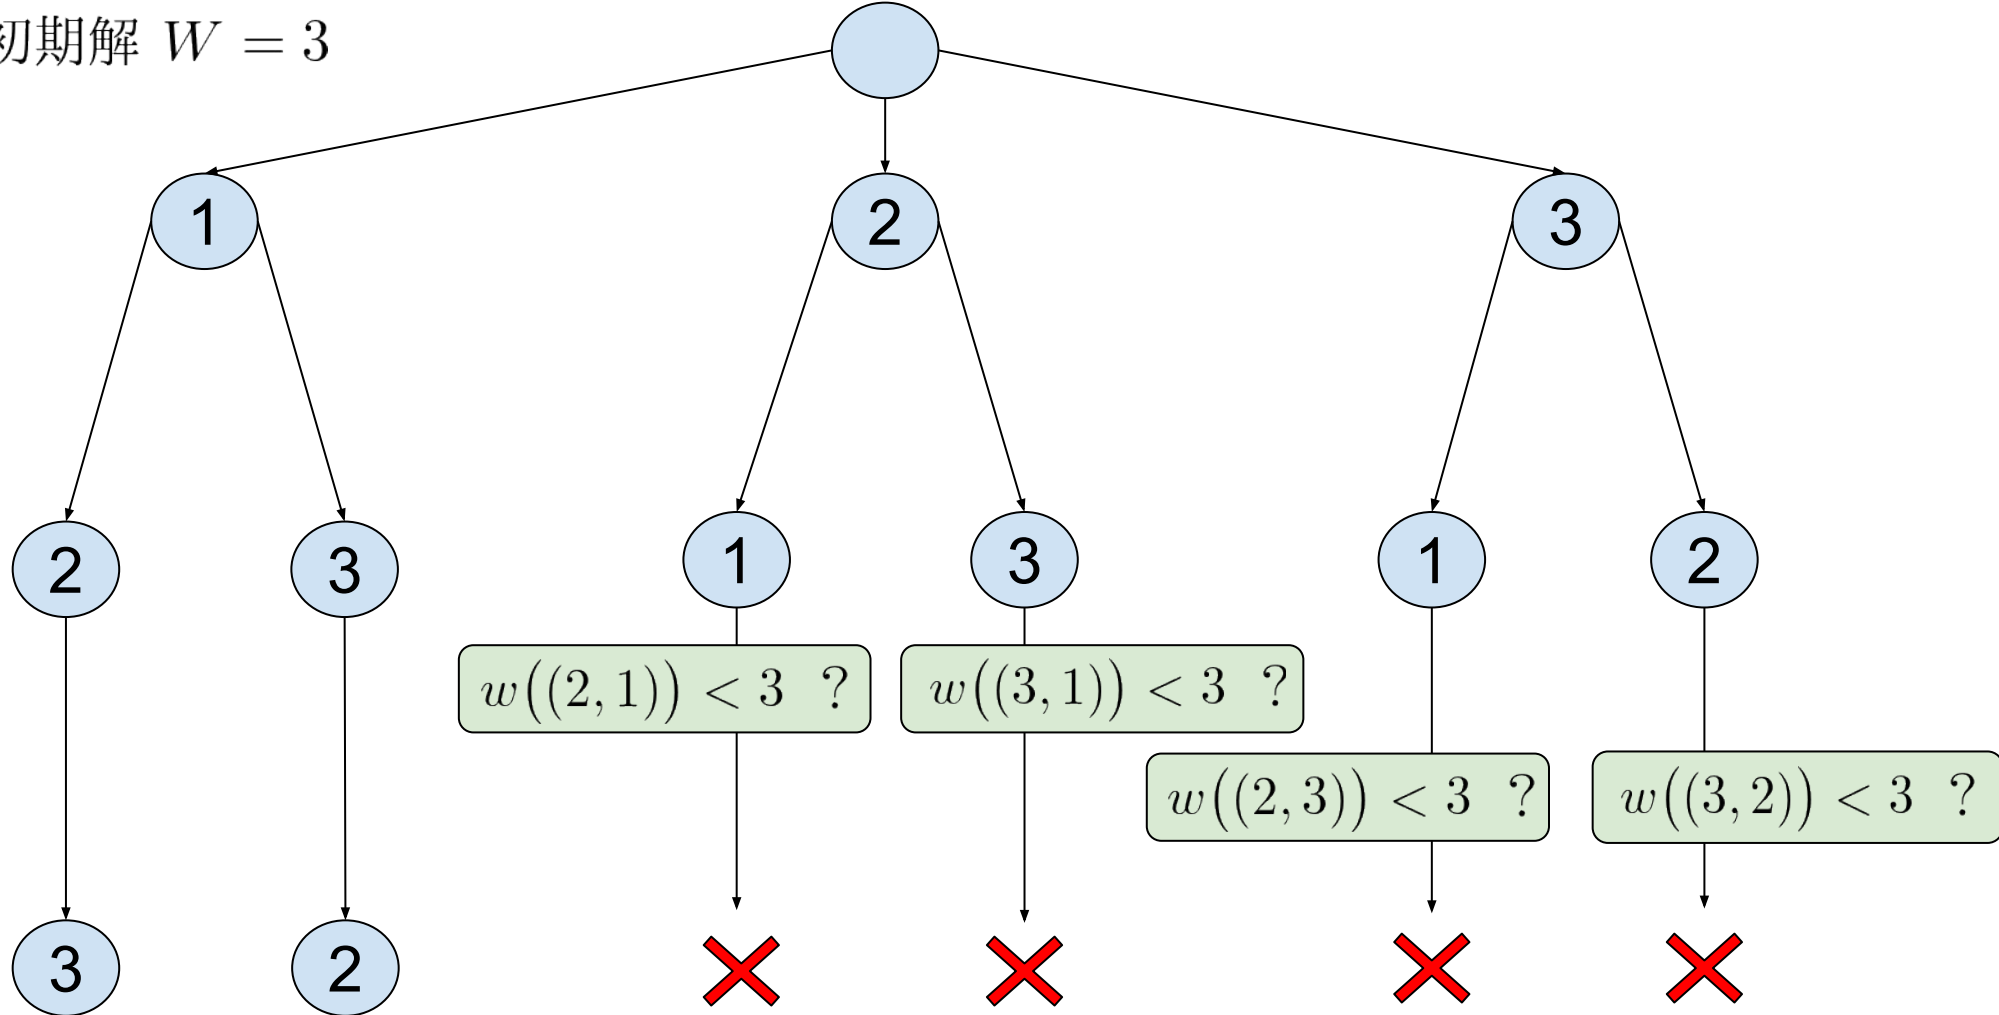 初期解 W = 3
1
2
3
2
3
1
3
1
2
w((2, 1)) < 3 ?
w((3, 1)) < 3 ?
w((2, 3)) < 3 ?
w((3, 2)) < 3 ?
3
2